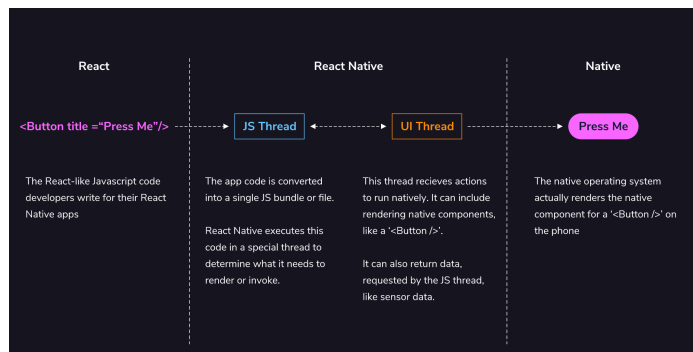 React
React Native
Native
<Button title =“Press Me”/>
JS Thread
UI Thread
Press Me
The React-like Javascript code
developers write for their React
Native apps
The app code is converted
into a single JS bundle or file.
React Native executes this
code in a special thread to
determine what it needs to
render or invoke.
This thread recieves actions
to run natively. It can include
rendering native components,
like a ‘<Button />’.
It can also return data,
requested by the JS thread,
like sensor data.
The native operating system
actually renders the native
component for a ‘<Button />’ on
the phone